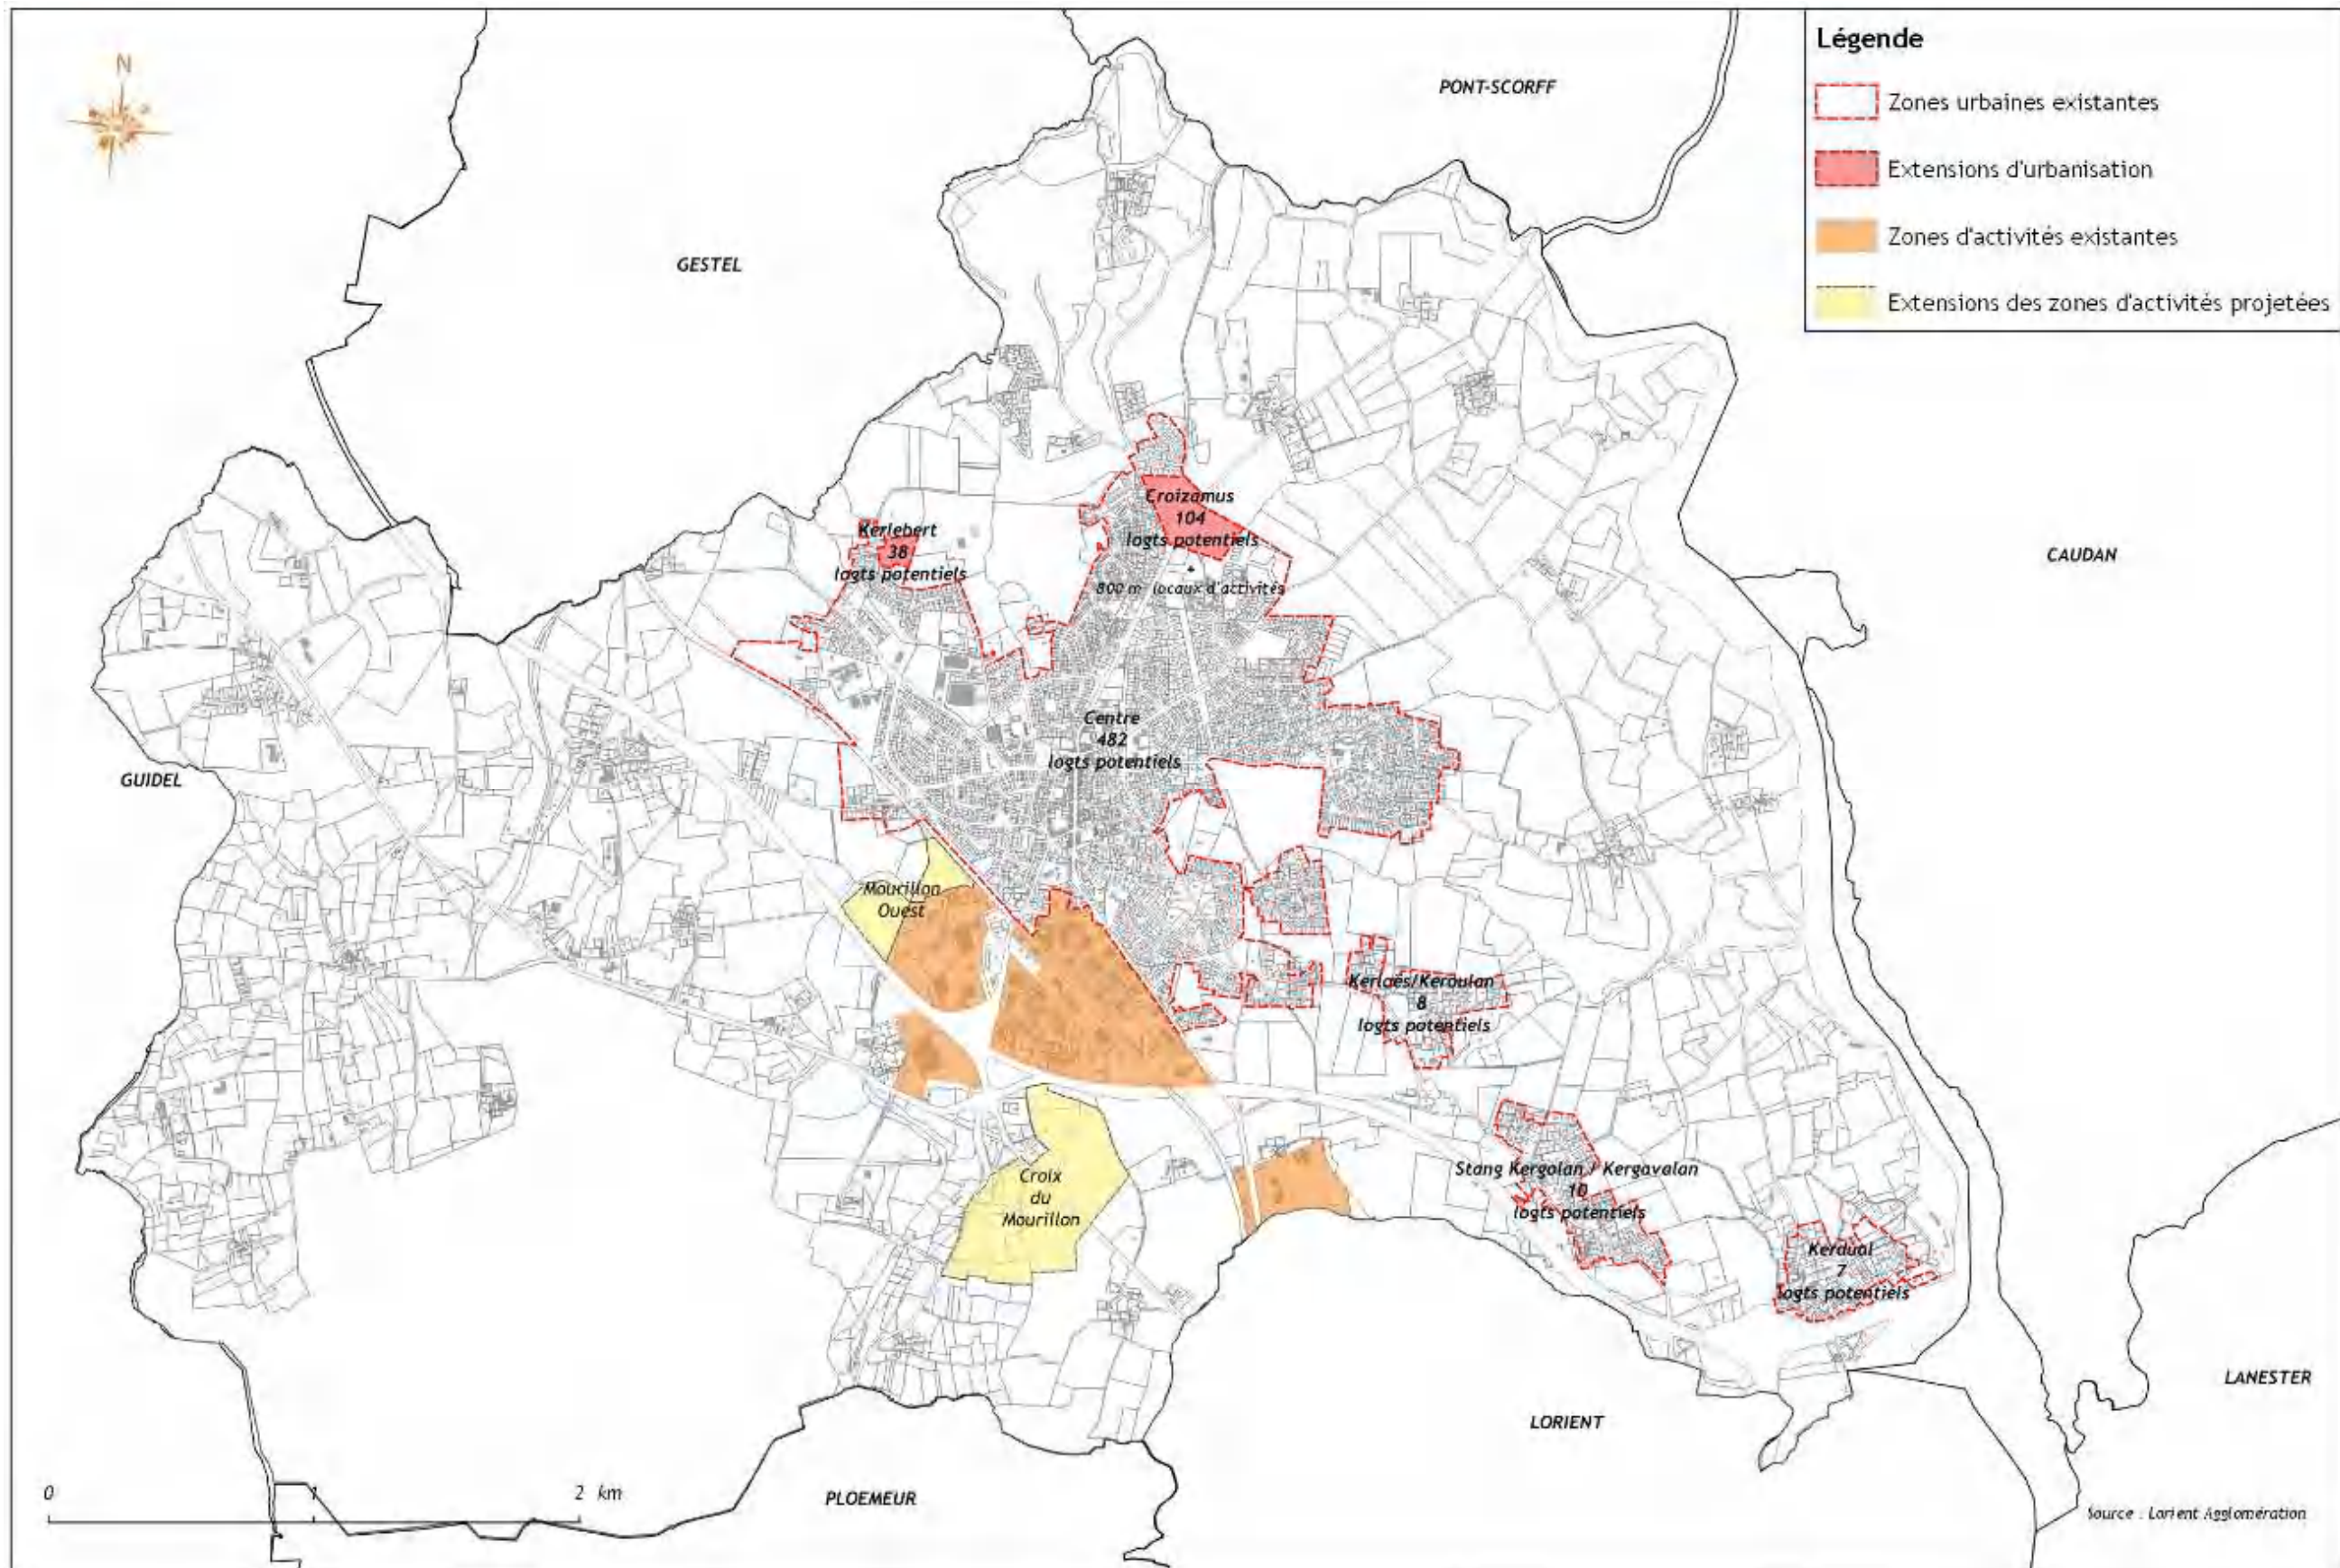 N
PONT-SCORFF
GESTEL
Légende
Zones urbaines existantes
Extensions d'urbanisation
Zones d'activités existantes
Extensions des zones d'activités projetées
Croizamus
104
logts potentiels
Kerlebert
38
logts potentiels
800 m² locaux d'activités
CAUDAN
Centre
482
logts potentiels
GUIDEL
Mourillon
Ouest
Kerlaës/Keroulan
8
logts potentiels
Croix
du
Mourillon
Stang Kergolan / Kergavalan
10
logts potentiels
Kerdual
7
logts potentiels
LANESTER
LORIENT
PLOEMEUR
0 1 2 km
Source : Lorient Agglomération